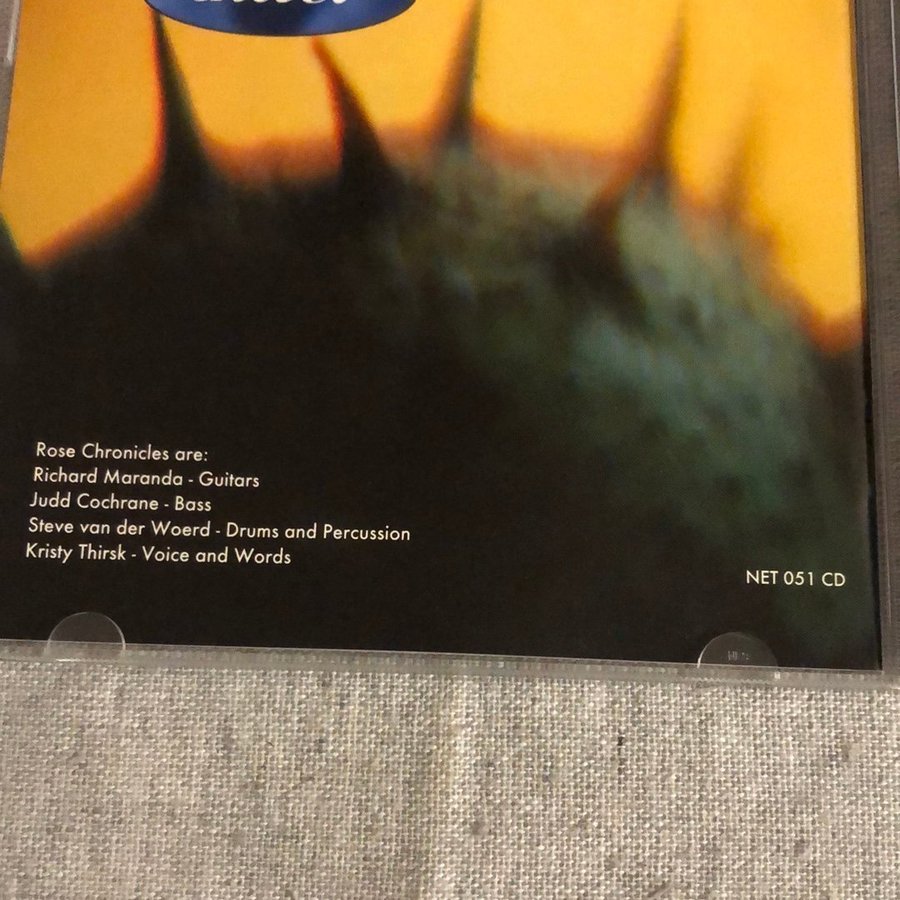 Rose Chronicles are:
Richard Maranda - Guitars
Judd Cochrane - Bass
Steve van der Woerd - Drums and Percussion
Kristy Thirsk - Voice and Words
NET 051 CD